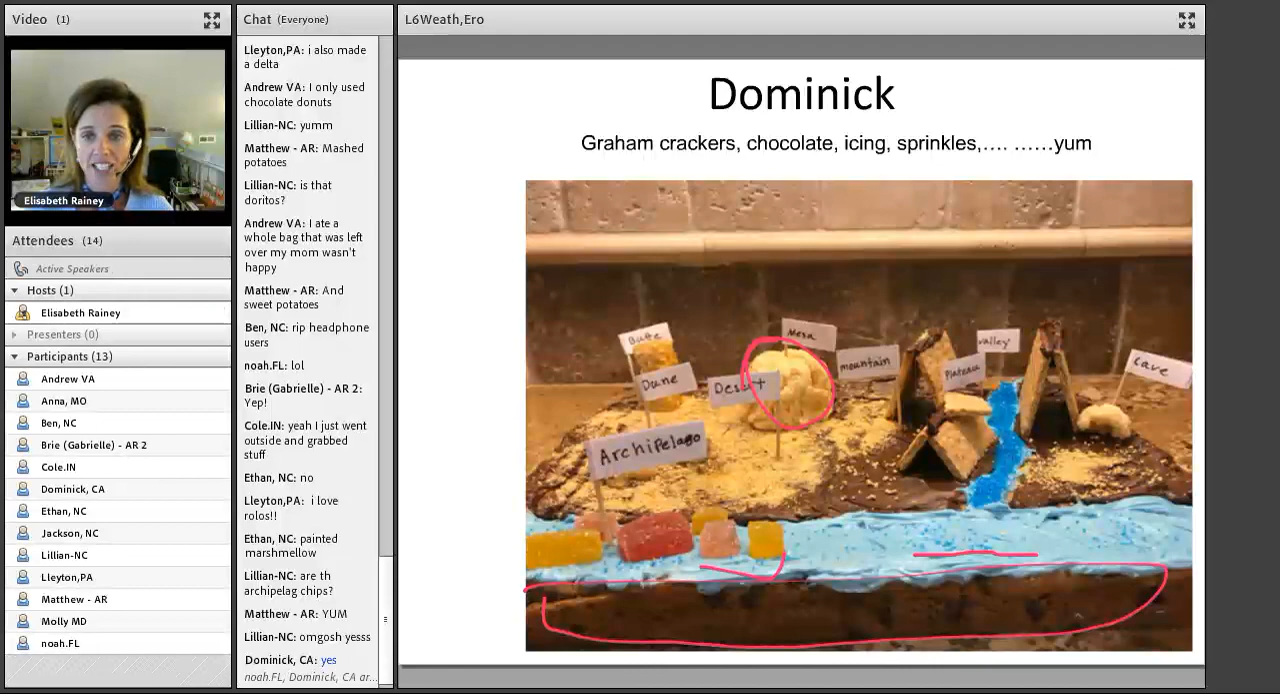 Video (1)
Elisabeth Rainey
Attendees (14)
Active Speakers
Hosts (1)
Elisabeth Rainey
Presenters (0)
Participants (13)
Andrew VA
Anna, MO
Ben, NC
Brie (Gabrielle) - AR 2
Cole.IN
Dominick, CA
Ethan, NC
Jackson, NC
Lillian-NC
Lleyton,PA
Matthew - AR
Molly MD
noah.FL
Chat (Everyone)
Lleyton,PA: i also made
a delta
Andrew VA: I only used
chocolate donuts
Lillian-NC: yumm
Matthew - AR: Mashed
potatoes
Lillian-NC: is that
doritos?
Andrew VA: I ate a
whole bag that was left
over my mom wasn't
happy
Matthew - AR: And
sweet potatoes
Ben, NC: rip headphone
users
noah.FL: lol
Brie (Gabrielle) - AR 2:
Yep!
Cole.IN: yeah I just went
outside and grabbed
stuff
Ethan, NC: no
Lleyton,PA: i love
rolos!!
Ethan, NC: painted
marshmellow
Lillian-NC: are th
archipelag chips?
Matthew - AR: YUM
Lillian-NC: omgosh yesss
Dominick, CA: yes
noah.FL, Dominick, CA ar...
L6Weath,Ero
Dominick
Graham crackers, chocolate, icing, sprinkles,.... ......yum
Butte
Mesa
Dune
Desert
mountain
Plateau
valley
Cave
Archipelago